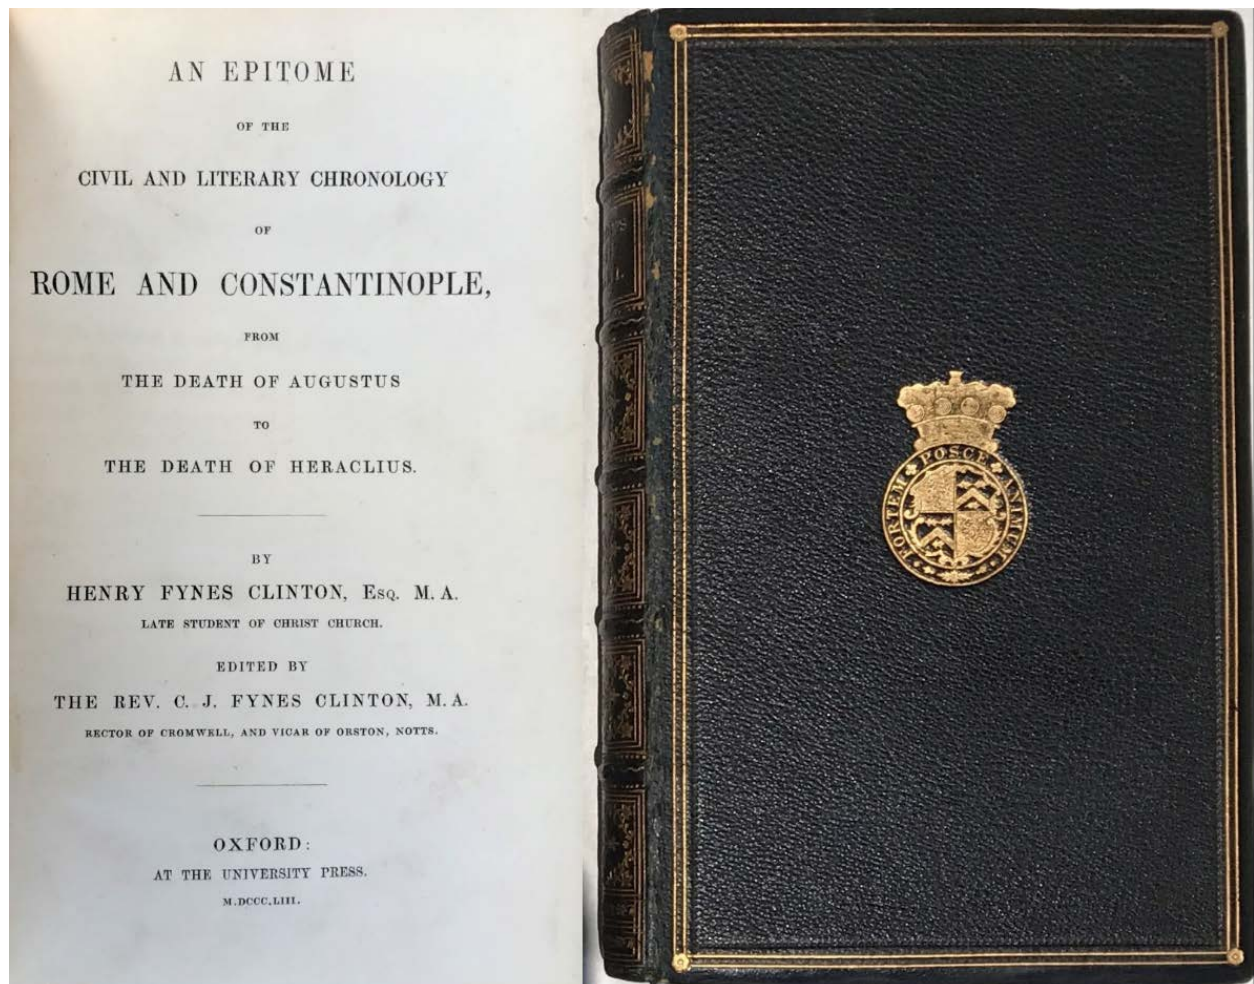 AN EPITOME
OF THE
CIVIL AND LITERARY CHRONOLOGY
OF
ROME AND CONSTANTINOPLE,
FROM
THE DEATH OF AUGUSTUS
TO
THE DEATH OF HERACLIUS.
BY
HENRY FYNES CLINTON, Esq. M. A.
LATE STUDENT OF CHRIST CHURCH.
EDITED BY
THE REV. C. J. FYNES CLINTON, M. A.
RECTOR OF CROMWELL, AND VICAR OF ORSTON, NOTTS.
OXFORD:
AT THE UNIVERSITY PRESS.
M.DCCC.LIII.
FORTEM POSCE ANIMUM